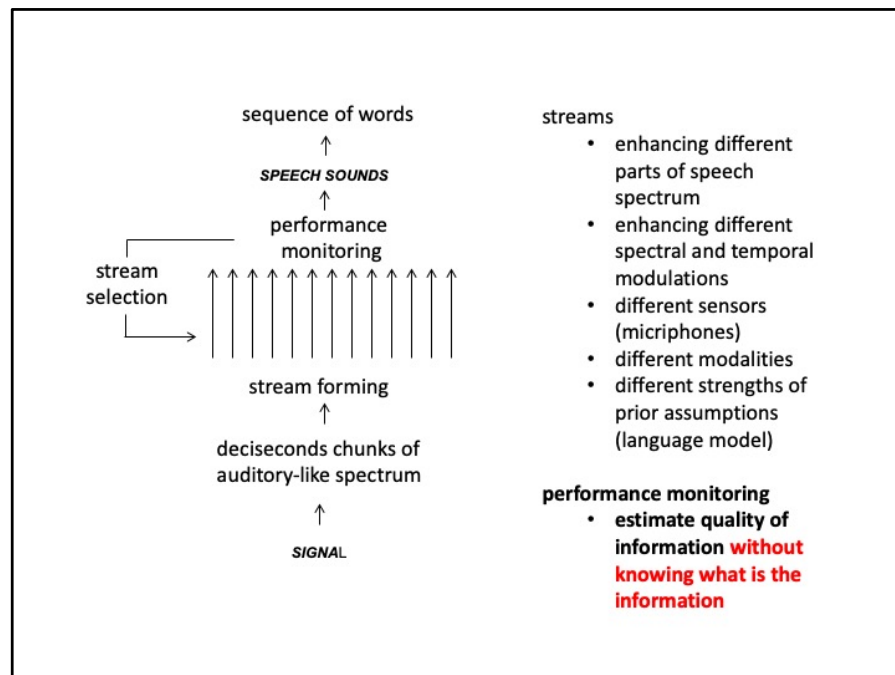 sequence of words
SPEECH SOUNDS
performance
monitoring
stream
selection
stream forming
deciseconds chunks of
auditory-like spectrum
SIGNAL
streams
• enhancing different
parts of speech
spectrum
• enhancing different
spectral and temporal
modulations
• different sensors
(micriphones)
• different modalities
• different strengths of
prior assumptions
(language model)
performance monitoring
• estimate quality of
information without
knowing what is the
information